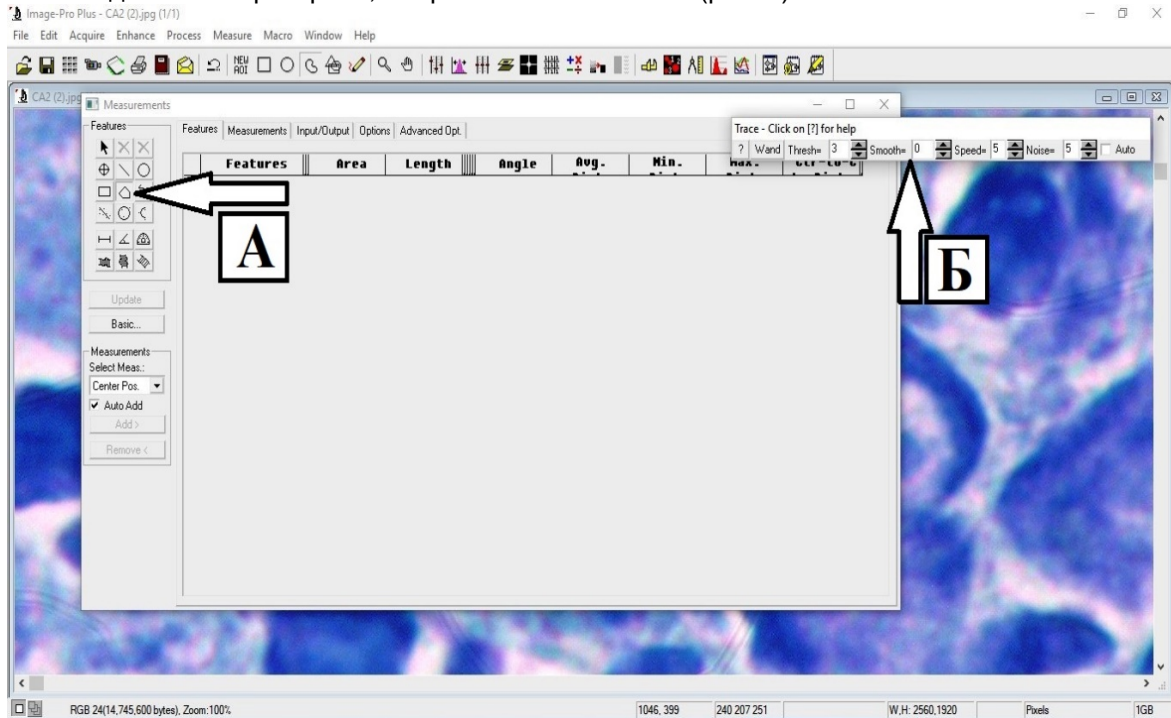 Image-Pro Plus - CA2 (2).jpg (1/1)
File Edit Acquire Enhance Process Measure Macro Window Help
NEW AOI
CA2 (2).jpg
Measurements
Features
Features Measurements Input/Output Options Advanced Opt.
Trace - Click on [?] for help
? Wand Thresh= 3 Smooth= 0 Speed= 5 Noise= 5 Auto
Features Area Length Angle Avg. Min. Max.
А
Б
Update
Basic...
Measurements
Select Meas.:
Center Pos.
Auto Add
Add >
Remove <
RGB 24(14,745,600 bytes), Zoom:100% 1046, 399 240 207 251 W,H: 2560,1920 Pixels 1GB